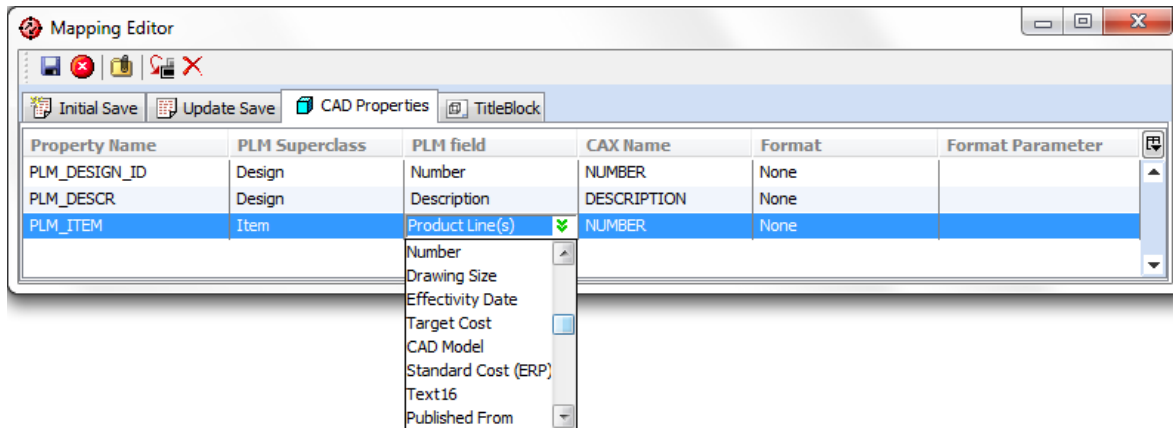 Mapping Editor
Initial Save Update Save CAD Properties TitleBlock
Property Name PLM Superclass PLM field CAX Name Format Format Parameter
PLM_DESIGN_ID Design Number NUMBER None
PLM_DESCR Design Description DESCRIPTION None
PLM_ITEM Item Product Line(s) NUMBER None
Number
Drawing Size
Effectivity Date
Target Cost
CAD Model
Standard Cost (ERP)
Text16
Published From